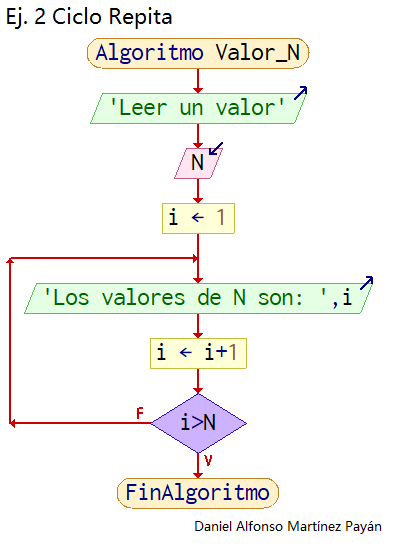 Ej. 2 Ciclo Repita
Algoritmo Valor_N
'Leer un valor'
N
i ← 1
'Los valores de N son: ',i
i ← i+1
i>N
F
V
FinAlgoritmo
Daniel Alfonso Martínez Payán